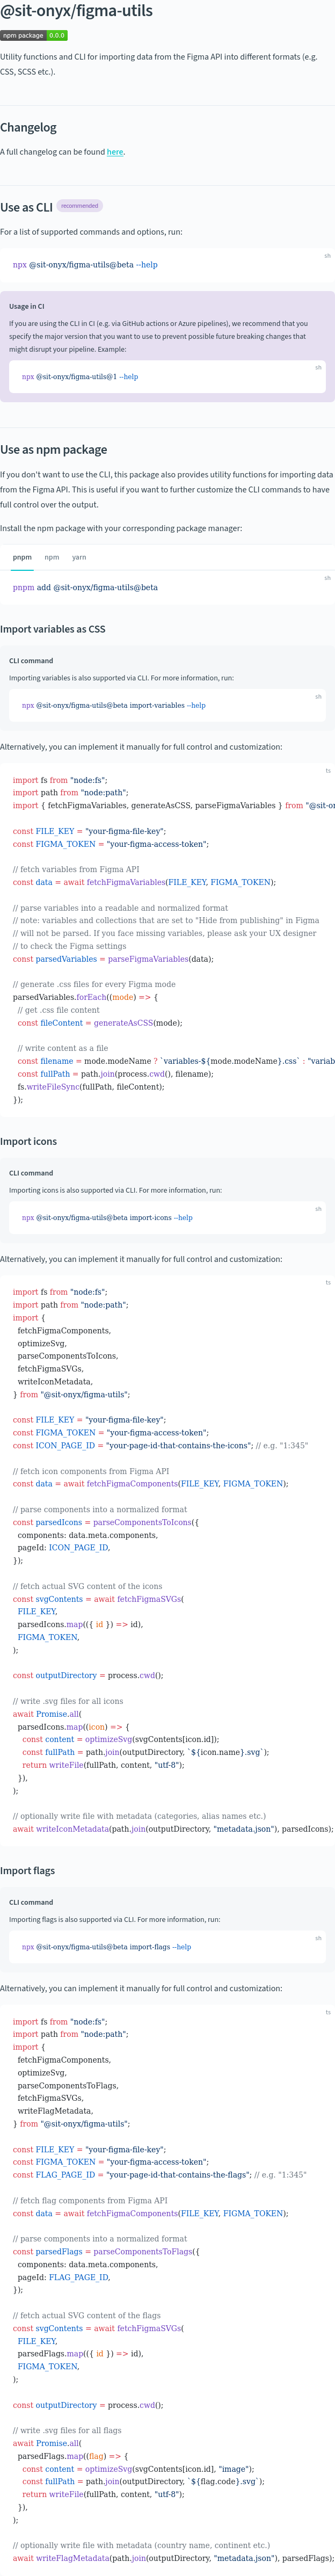 @sit-onyx/figma-utils
npm package 0.0.0
Utility functions and CLI for importing data from the Figma API into different formats (e.g.
CSS, SCSS etc.).
Changelog
A full changelog can be found here.
Use as CLI recommended
For a list of supported commands and options, run:
sh
npx @sit-onyx/figma-utils@beta --help
Usage in CI
If you are using the CLI in CI (e.g. via GitHub actions or Azure pipelines), we recommend that you
specify the major version that you want to use to prevent possible future breaking changes that
might disrupt your pipeline. Example:
sh
npx @sit-onyx/figma-utils@1 --help
Use as npm package
If you don't want to use the CLI, this package also provides utility functions for importing data
from the Figma API. This is useful if you want to further customize the CLI commands to have
full control over the output.
Install the npm package with your corresponding package manager:
pnpm npm yarn
sh
pnpm add @sit-onyx/figma-utils@beta
Import variables as CSS
CLI command
Importing variables is also supported via CLI. For more information, run:
sh
npx @sit-onyx/figma-utils@beta import-variables --help
Alternatively, you can implement it manually for full control and customization:
ts
import fs from "node:fs";
import path from "node:path";
import { fetchFigmaVariables, generateAsCSS, parseFigmaVariables } from "@sit-or
const FILE_KEY = "your-figma-file-key";
const FIGMA_TOKEN = "your-figma-access-token";
// fetch variables from Figma API
const data = await fetchFigmaVariables(FILE_KEY, FIGMA_TOKEN);
// parse variables into a readable and normalized format
// note: variables and collections that are set to "Hide from publishing" in Figma
// will not be parsed. If you face missing variables, please ask your UX designer
// to check the Figma settings
const parsedVariables = parseFigmaVariables(data);
// generate .css files for every Figma mode
parsedVariables.forEach((mode) => {
// get .css file content
const fileContent = generateAsCSS(mode);
// write content as a file
const filename = mode.modeName ? `variables-${mode.modeName}.css` : "variab
const fullPath = path.join(process.cwd(), filename);
fs.writeFileSync(fullPath, fileContent);
});
Import icons
CLI command
Importing icons is also supported via CLI. For more information, run:
sh
npx @sit-onyx/figma-utils@beta import-icons --help
Alternatively, you can implement it manually for full control and customization:
ts
import fs from "node:fs";
import path from "node:path";
import {
fetchFigmaComponents,
optimizeSvg,
parseComponentsToIcons,
fetchFigmaSVGs,
writeIconMetadata,
} from "@sit-onyx/figma-utils";
const FILE_KEY = "your-figma-file-key";
const FIGMA_TOKEN = "your-figma-access-token";
const ICON_PAGE_ID = "your-page-id-that-contains-the-icons"; // e.g. "1:345"
// fetch icon components from Figma API
const data = await fetchFigmaComponents(FILE_KEY, FIGMA_TOKEN);
// parse components into a normalized format
const parsedIcons = parseComponentsToIcons({
components: data.meta.components,
pageId: ICON_PAGE_ID,
});
// fetch actual SVG content of the icons
const svgContents = await fetchFigmaSVGs(
FILE_KEY,
parsedIcons.map(({ id }) => id),
FIGMA_TOKEN,
);
const outputDirectory = process.cwd();
// write .svg files for all icons
await Promise.all(
parsedIcons.map((icon) => {
const content = optimizeSvg(svgContents[icon.id]);
const fullPath = path.join(outputDirectory, `${icon.name}.svg`);
return writeFile(fullPath, content, "utf-8");
}),
);
// optionally write file with metadata (categories, alias names etc.)
await writeIconMetadata(path.join(outputDirectory, "metadata.json"), parsedIcons);
Import flags
CLI command
Importing flags is also supported via CLI. For more information, run:
sh
npx @sit-onyx/figma-utils@beta import-flags --help
Alternatively, you can implement it manually for full control and customization:
ts
import fs from "node:fs";
import path from "node:path";
import {
fetchFigmaComponents,
optimizeSvg,
parseComponentsToFlags,
fetchFigmaSVGs,
writeFlagMetadata,
} from "@sit-onyx/figma-utils";
const FILE_KEY = "your-figma-file-key";
const FIGMA_TOKEN = "your-figma-access-token";
const FLAG_PAGE_ID = "your-page-id-that-contains-the-flags"; // e.g. "1:345"
// fetch flag components from Figma API
const data = await fetchFigmaComponents(FILE_KEY, FIGMA_TOKEN);
// parse components into a normalized format
const parsedFlags = parseComponentsToFlags({
components: data.meta.components,
pageId: FLAG_PAGE_ID,
});
// fetch actual SVG content of the flags
const svgContents = await fetchFigmaSVGs(
FILE_KEY,
parsedFlags.map(({ id }) => id),
FIGMA_TOKEN,
);
const outputDirectory = process.cwd();
// write .svg files for all flags
await Promise.all(
parsedFlags.map((flag) => {
const content = optimizeSvg(svgContents[icon.id], "image");
const fullPath = path.join(outputDirectory, `${flag.code}.svg`);
return writeFile(fullPath, content, "utf-8");
}),
);
// optionally write file with metadata (country name, continent etc.)
await writeFlagMetadata(path.join(outputDirectory, "metadata.json"), parsedFlags);